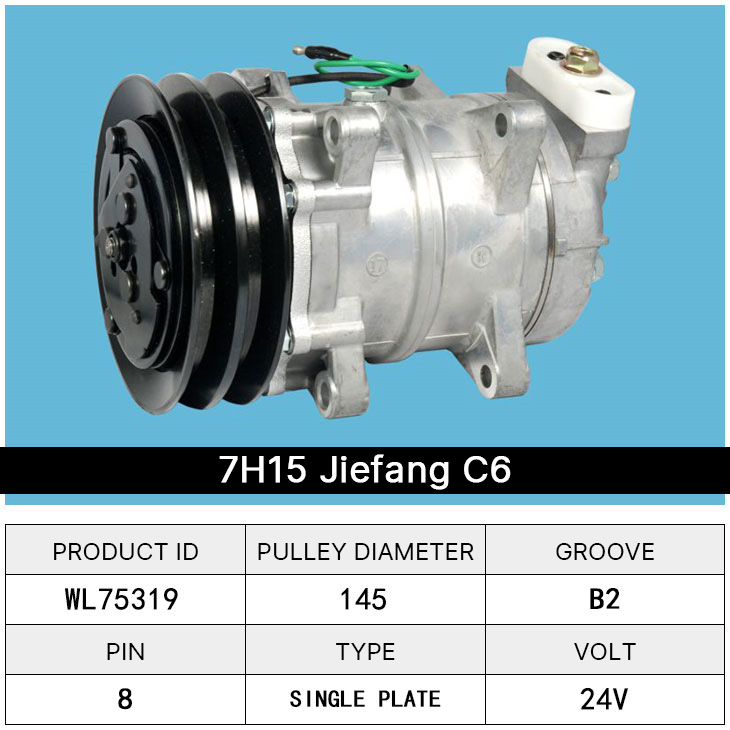 7H15 Jiefang C6
PRODUCT ID PULLEY DIAMETER GROOVE
WL75319 145 B2
PIN TYPE VOLT
8 SINGLE PLATE 24V